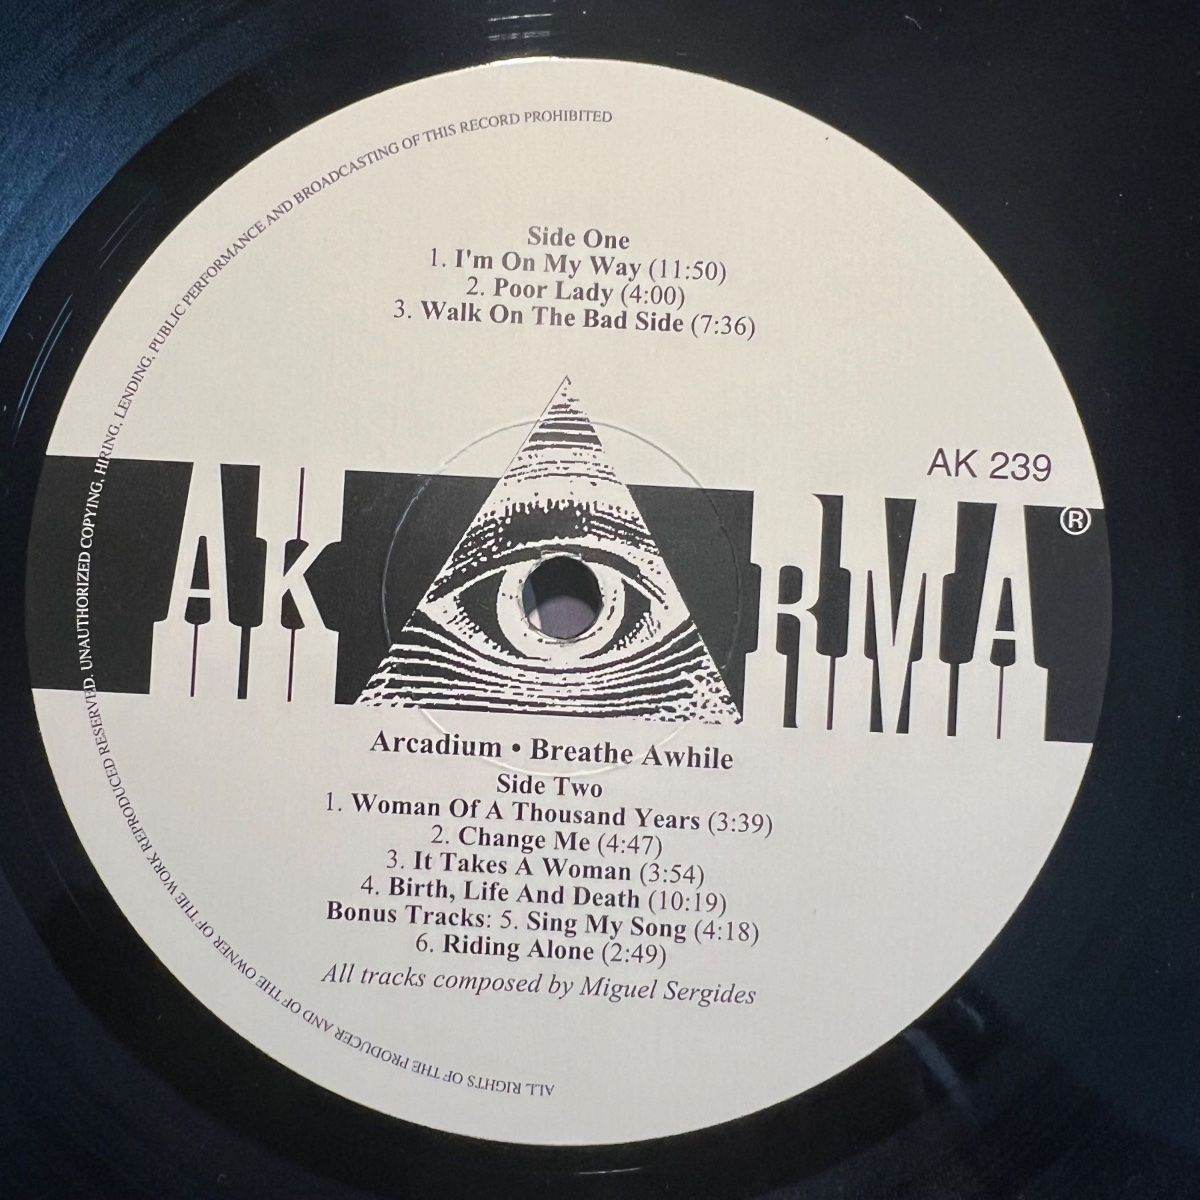 ALL RIGHTS OF THE PRODUCER AND OF THE OWNER OF THE WORK REPRODUCED RESERVED. UNAUTHORIZED COPYING, HIRING, LENDING, PUBLIC PERFORMANCE AND BROADCASTING OF THIS RECORD PROHIBITED
Side One
1. I'm On My Way (11:50)
2. Poor Lady (4:00)
3. Walk On The Bad Side (7:36)
AK 239
AKARMA®
Arcadium • Breathe Awhile
Side Two
1. Woman Of A Thousand Years (3:39)
2. Change Me (4:47)
3. It Takes A Woman (3:54)
4. Birth, Life And Death (10:19)
Bonus Tracks: 5. Sing My Song (4:18)
6. Riding Alone (2:49)
All tracks composed by Miguel Sergides